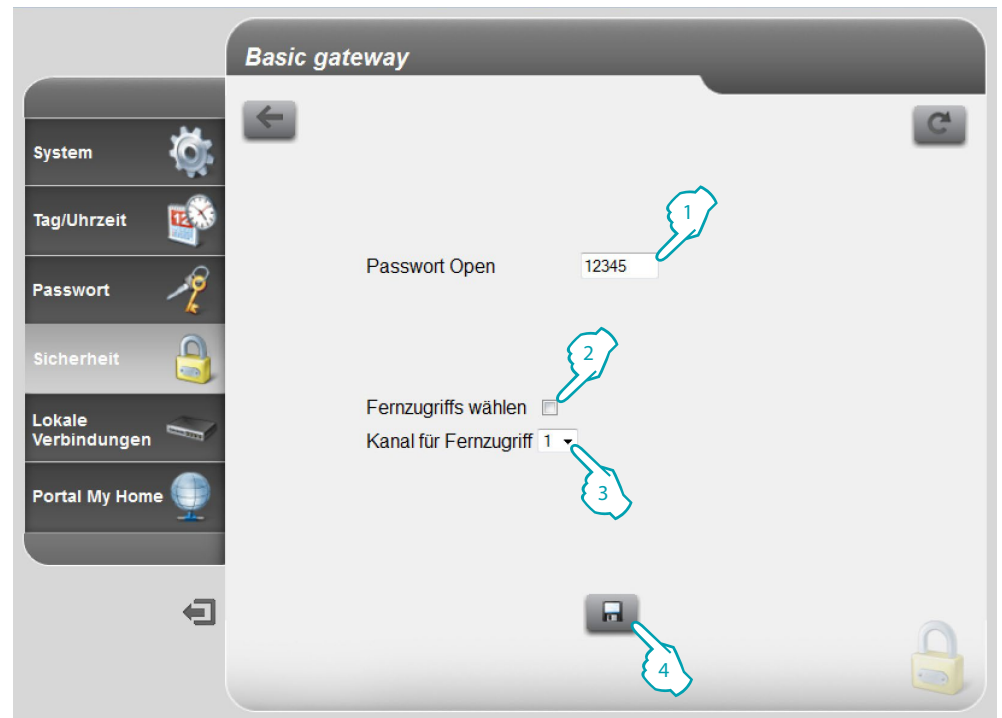 Basic gateway
System
Tag/Uhrzeit
12
Passwort
Sicherheit
Lokale
Verbindungen
Portal My Home
Passwort Open 12345
1
2
Fernzugriffs wählen
Kanal für Fernzugriff 1
3
4